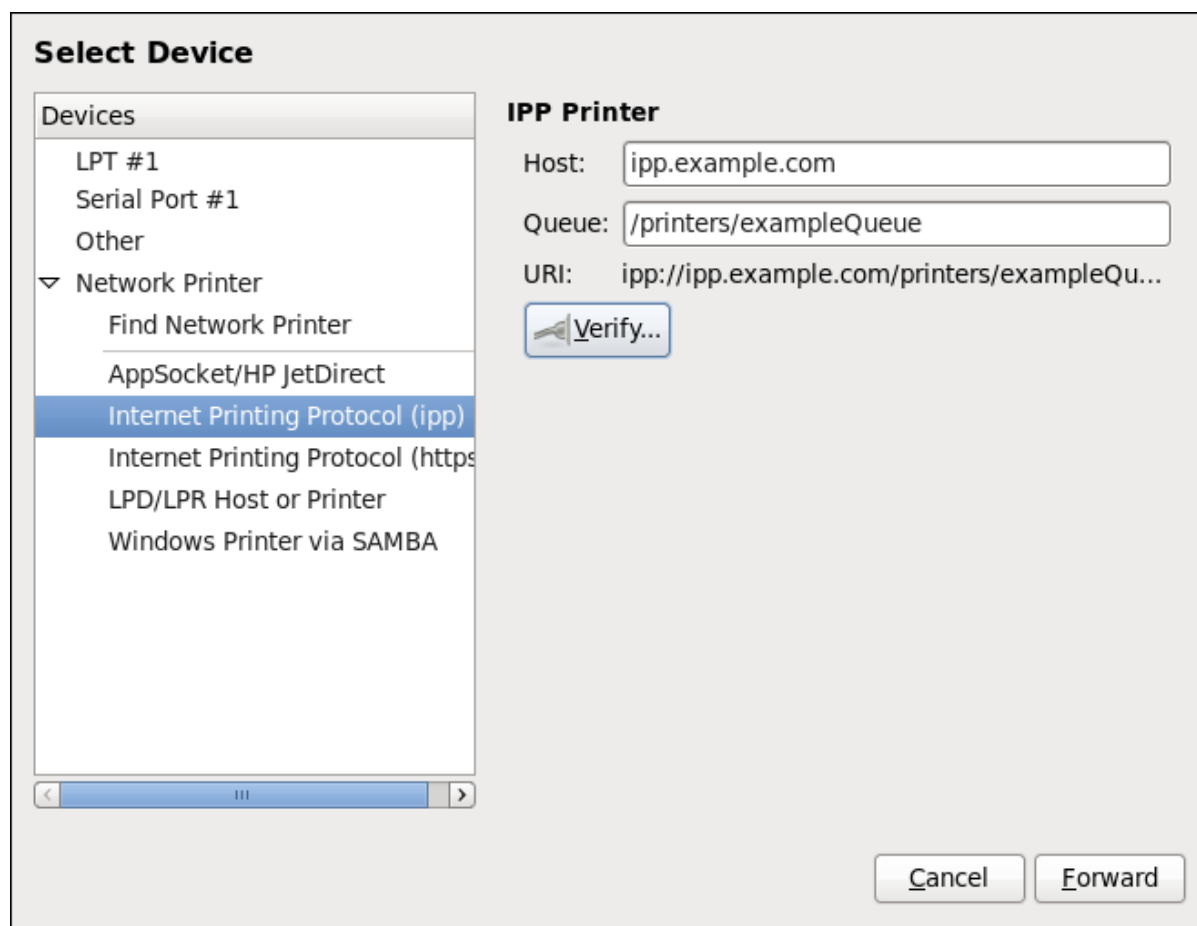 Select Device
Devices
LPT #1
Serial Port #1
Other
Network Printer
Find Network Printer
AppSocket/HP JetDirect
Internet Printing Protocol (ipp)
Internet Printing Protocol (https
LPD/LPR Host or Printer
Windows Printer via SAMBA
IPP Printer
Host: ipp.example.com
Queue: /printers/exampleQueue
URI: ipp://ipp.example.com/printers/exampleQu...
Verify...
Cancel Forward